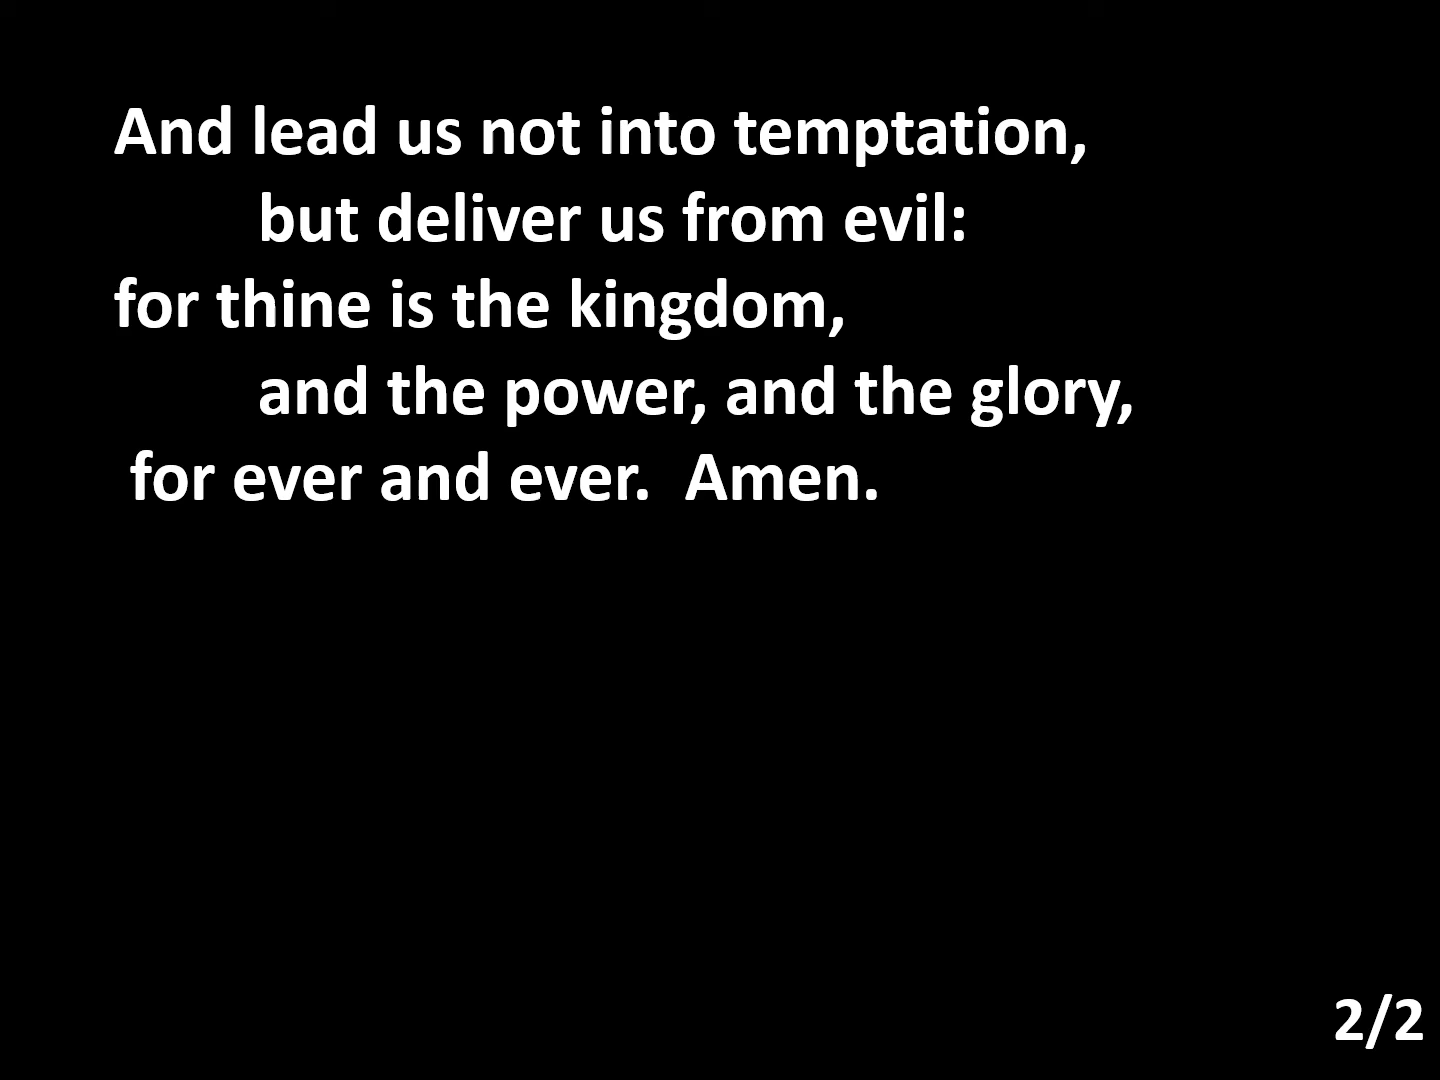 And lead us not into temptation,
but deliver us from evil:
for thine is the kingdom,
and the power, and the glory,
for ever and ever.  Amen.
2/2